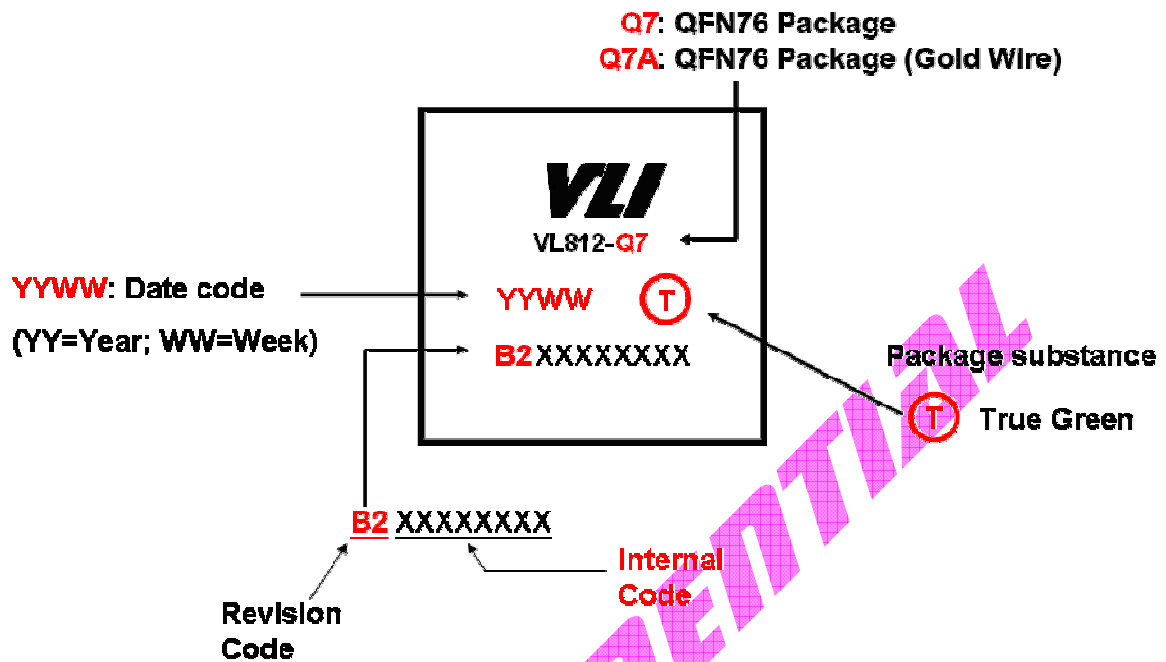 Q7: QFN76 Package
Q7A: QFN76 Package (Gold Wire)
VLI
VL812-Q7
YYWW: Date code
(YY=Year; WW=Week)
YYWW T
B2XXXXXXXX
Package substance
T True Green
B2 XXXXXXXX
Internal
Code
Revision
Code
DENTIAL